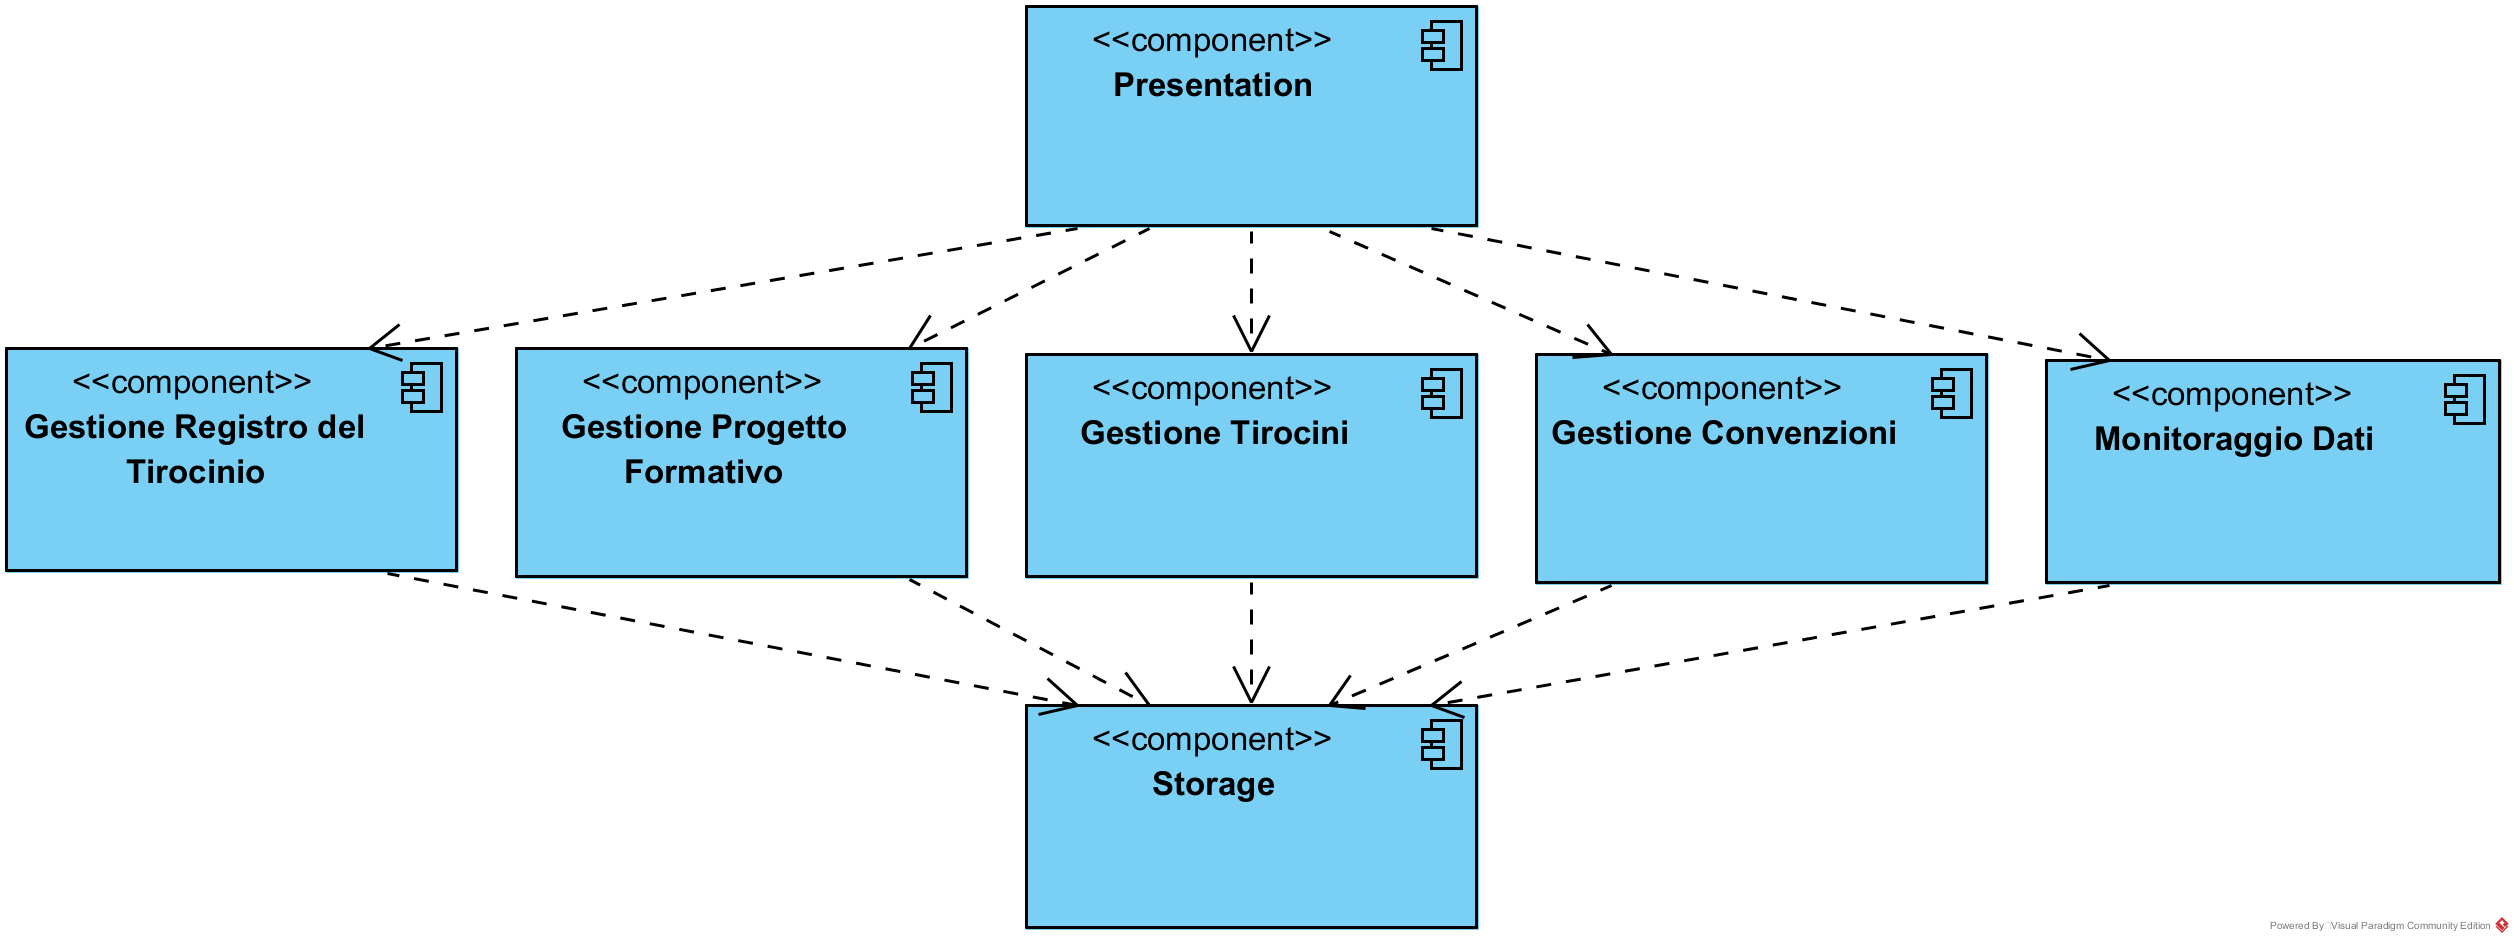 <<component>>
Presentation
<<component>>
Gestione Registro del
Tirocinio
<<component>>
Gestione Progetto
Formativo
<<component>>
Gestione Tirocini
<<component>>
Gestione Convenzioni
<<component>>
Monitoraggio Dati
<<component>>
Storage
Powered By Visual Paradigm Community Edition